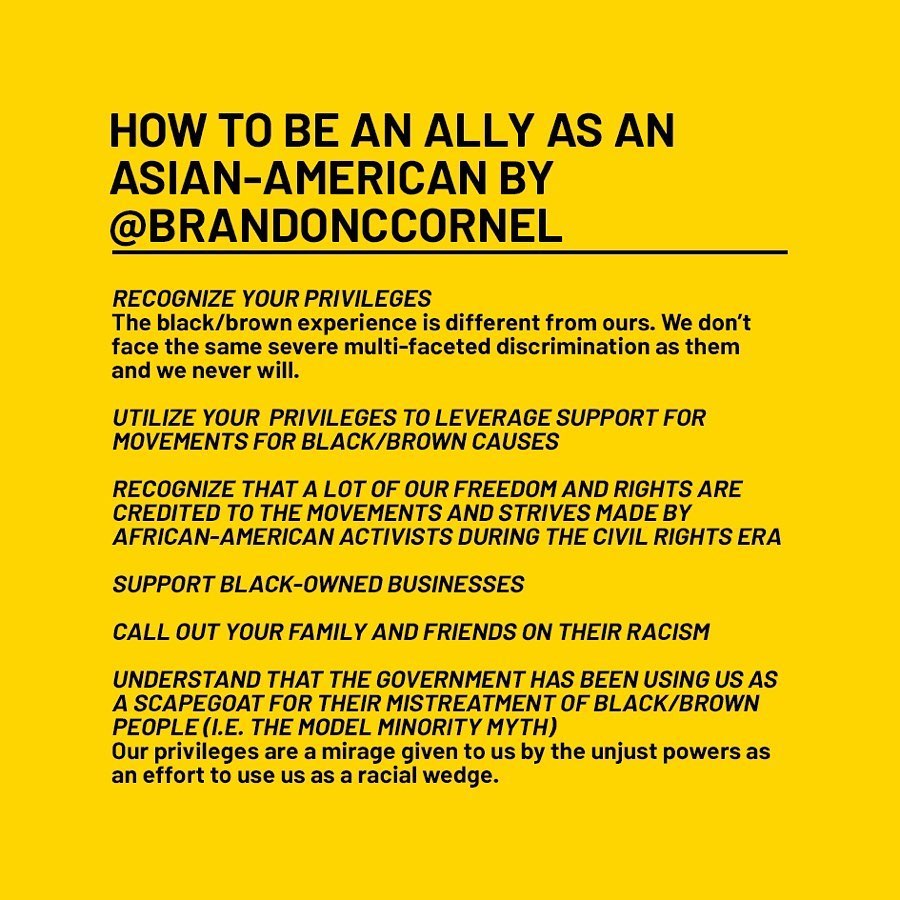 HOW TO BE AN ALLY AS AN
ASIAN-AMERICAN BY
@BRANDONCCORNEL
RECOGNIZE YOUR PRIVILEGES
The black/brown experience is different from ours. We don't
face the same severe multi-faceted discrimination as them
and we never will.
UTILIZE YOUR  PRIVILEGES TO LEVERAGE SUPPORT FOR
MOVEMENTS FOR BLACK/BROWN CAUSES
RECOGNIZE THAT A LOT OF OUR FREEDOM AND RIGHTS ARE
CREDITED TO THE MOVEMENTS AND STRIVES MADE BY
AFRICAN-AMERICAN ACTIVISTS DURING THE CIVIL RIGHTS ERA
SUPPORT BLACK-OWNED BUSINESSES
CALL OUT YOUR FAMILY AND FRIENDS ON THEIR RACISM
UNDERSTAND THAT THE GOVERNMENT HAS BEEN USING US AS
A SCAPEGOAT FOR THEIR MISTREATMENT OF BLACK/BROWN
PEOPLE (I.E. THE MODEL MINORITY MYTH)
Our privileges are a mirage given to us by the unjust powers as
an effort to use us as a racial wedge.